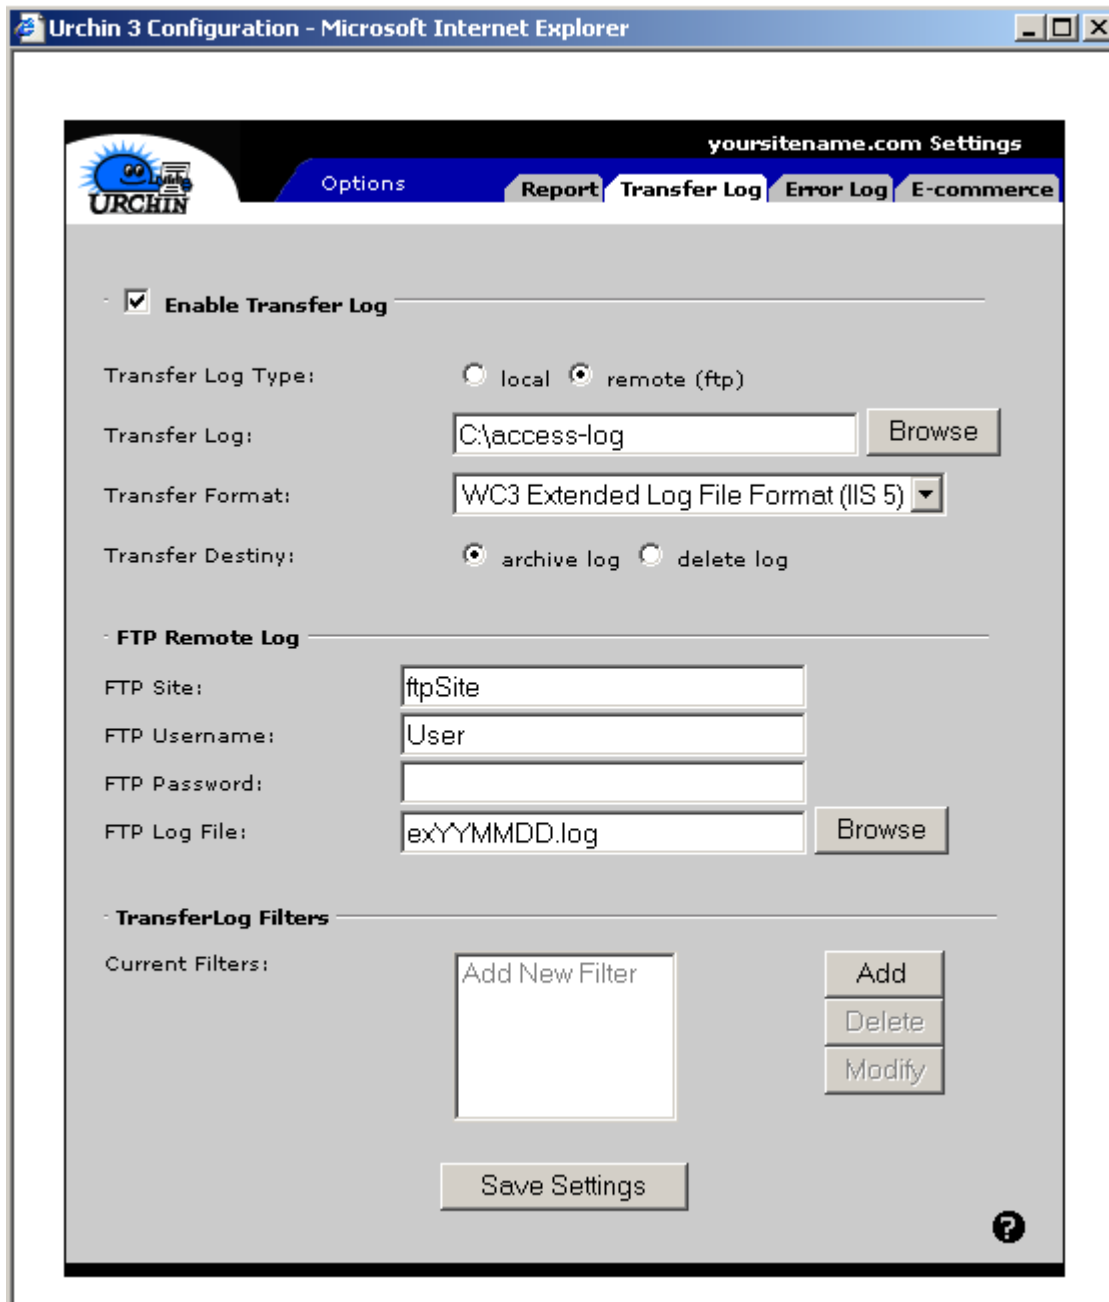 Urchin 3 Configuration - Microsoft Internet Explorer
yoursitename.com Settings
URCHIN
Options
Report
Transfer Log
Error Log
E-commerce
Enable Transfer Log
Transfer Log Type:
local
remote (ftp)
Transfer Log:
C:\access-log
Browse
Transfer Format:
WC3 Extended Log File Format (IIS 5)
Transfer Destiny:
archive log
delete log
FTP Remote Log
FTP Site:
ftpSite
FTP Username:
User
FTP Password:
FTP Log File:
exYYMMDD.log
Browse
TransferLog Filters
Current Filters:
Add New Filter
Add
Delete
Modify
Save Settings
?